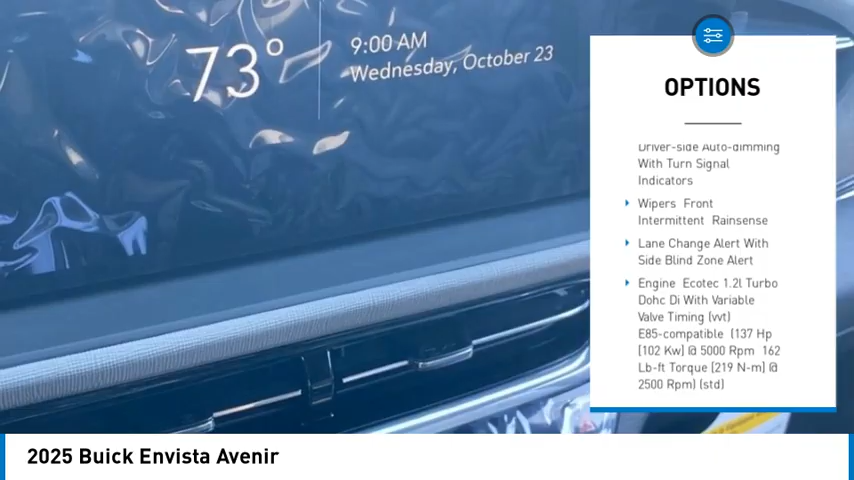 73°
9:00 AM
Wednesday, October 23
OPTIONS
Driver-side Auto-dimming
With Turn Signal
Indicators
Wipers Front
Intermittent Rainsense
Lane Change Alert With
Side Blind Zone Alert
Engine Ecotec 1.2l Turbo
Dohc Di With Variable
Valve Timing (vvt)
E85-compatible (137 Hp
[102 Kw] @ 5000 Rpm 162
Lb-ft Torque [219 N-m] @
2500 Rpm) (std)
2025 Buick Envista Avenir